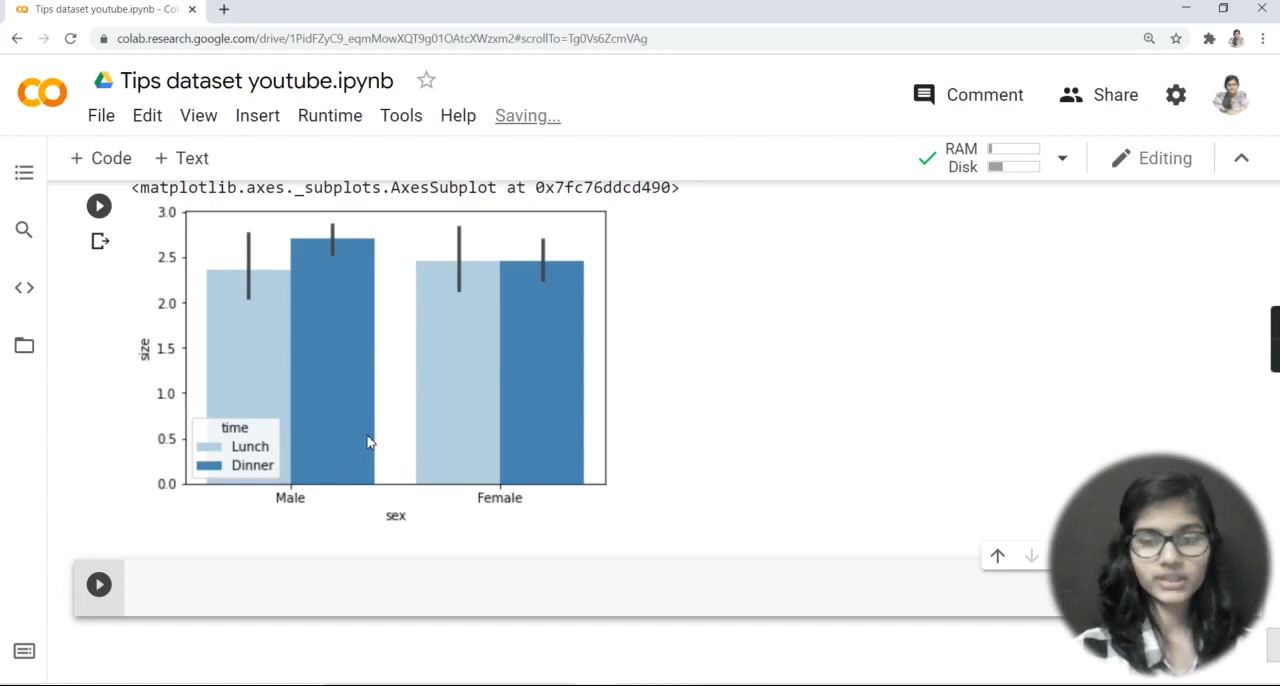 Tips dataset youtube.ipynb - Col
colab.research.google.com/drive/1PidFZyC9_eqmMowXQT9g01OAtcXWzxm2#scrollTo=Tg0Vs6ZcmVAg
Tips dataset youtube.ipynb
Comment
Share
File Edit View Insert Runtime Tools Help Saving...
+ Code + Text
RAM
Disk
Editing
<matplotlib.axes._subplots.AxesSubplot at 0x7fc76ddcd490>
3.0
2.5
2.0
1.5
1.0
0.5
0.0
size
time
Lunch
Dinner
Male Female
sex